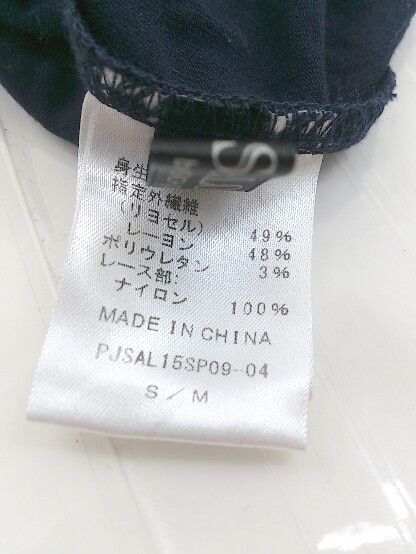 身生
指定外繊維
(リヨセル) 49%
レーヨン 48%
ポリウレタン 3%
レース部:
ナイロン 100%
MADE IN CHINA
PJSAL15SP09-04
S/M